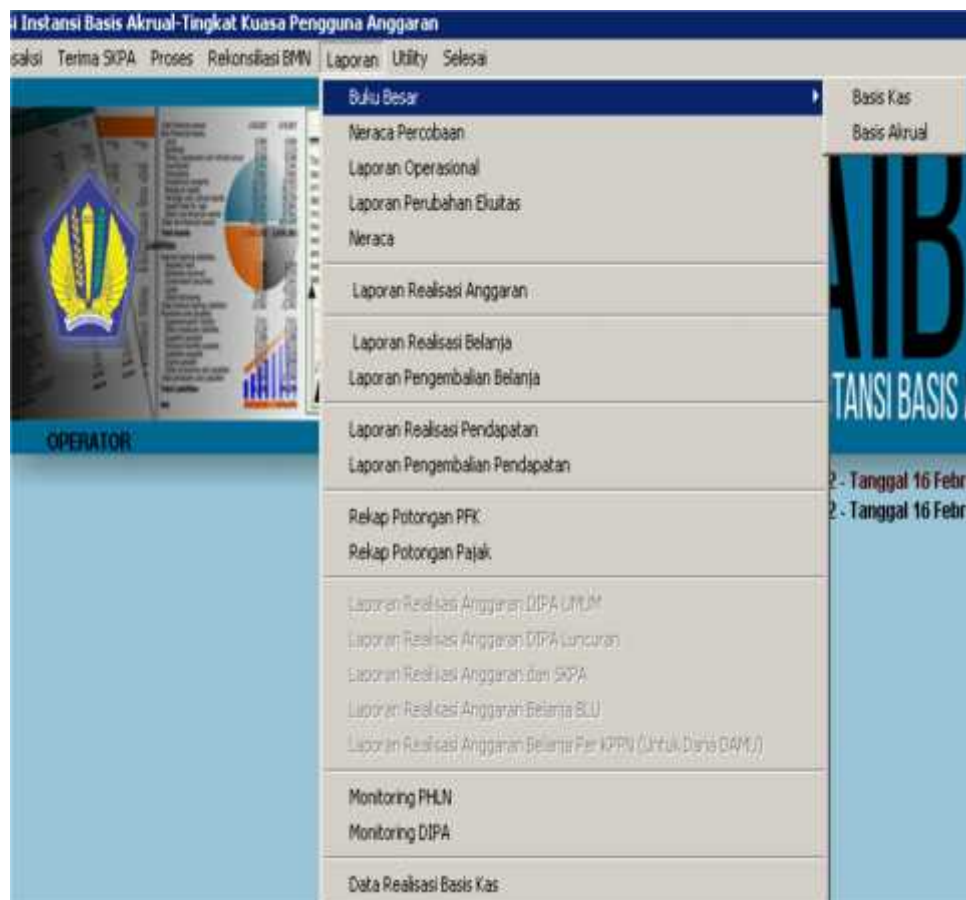 i Instansi Basis Akrual-Tingkat Kuasa Pengguna Anggaran
saksi Terima SKPA Proses Rekonsiliasi BMN Laporan Utility Selesai
Buku Besar
Basis Kas
Basis Akrual
Neraca Percobaan
Laporan Operasional
Laporan Perubahan Ekuitas
Neraca
Laporan Realisasi Anggaran
Laporan Realisasi Belanja
Laporan Pengembalian Belanja
Laporan Realisasi Pendapatan
Laporan Pengembalian Pendapatan
Rekap Potongan PFK
Rekap Potongan Pajak
Laporan Realisasi Anggaran DIPA UMUM
Laporan Realisasi Anggaran DIPA Luncuran
Laporan Realisasi Anggaran dan SKPA
Laporan Realisasi Anggaran Belanja BLU
Laporan Realisasi Anggaran Belanja Per KPPN (Untuk Dana DAMU)
Monitoring PHLN
Monitoring DIPA
Data Realisasi Basis Kas
OPERATOR
AIB
TANSI BASIS
2 - Tanggal 16 Febr
2 - Tanggal 16 Febr